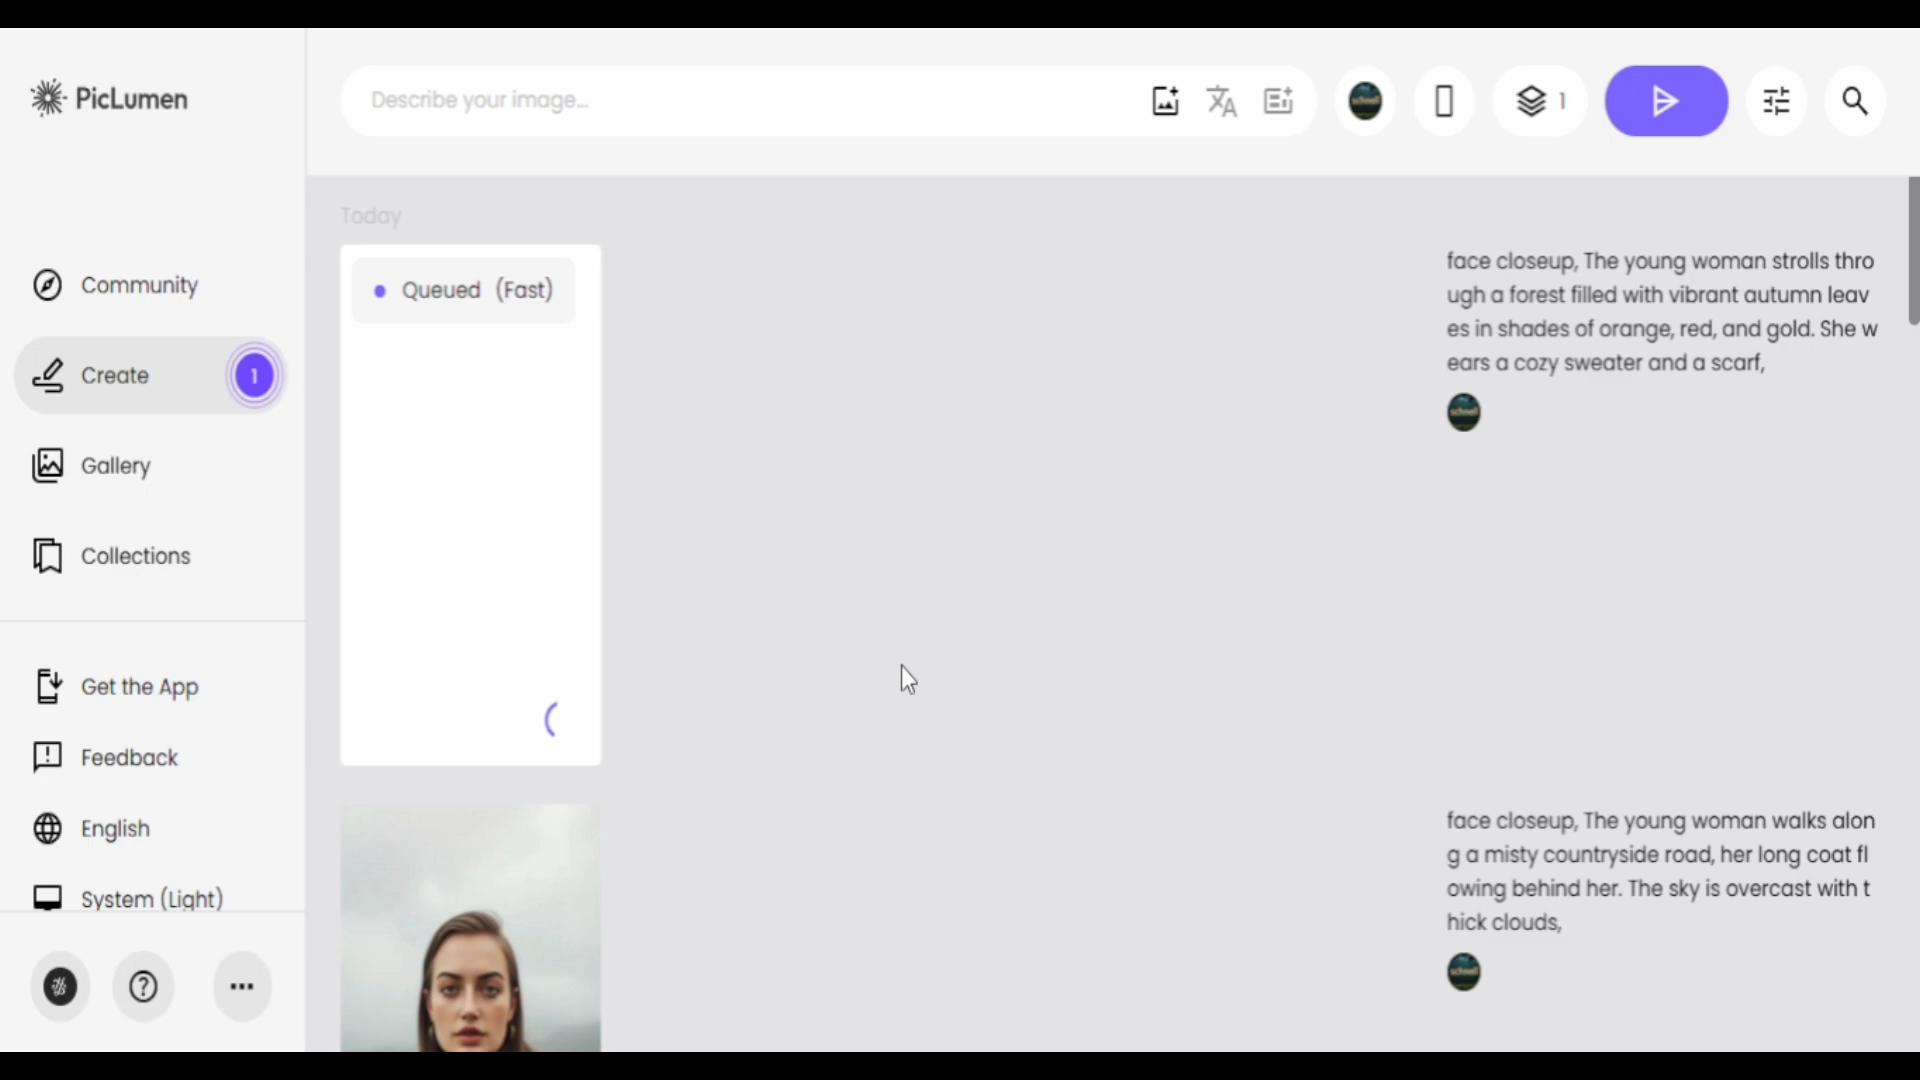 PicLumen
Describe your image...
1
Community
Create
1
Gallery
Collections
Get the App
Feedback
English
System (Light)
Today
Queued (Fast)
face closeup, The young woman strolls thro
ugh a forest filled with vibrant autumn leav
es in shades of orange, red, and gold. She w
ears a cozy sweater and a scarf,
schnell
face closeup, The young woman walks alon
g a misty countryside road, her long coat fl
owing behind her. The sky is overcast with t
hick clouds,
schnell